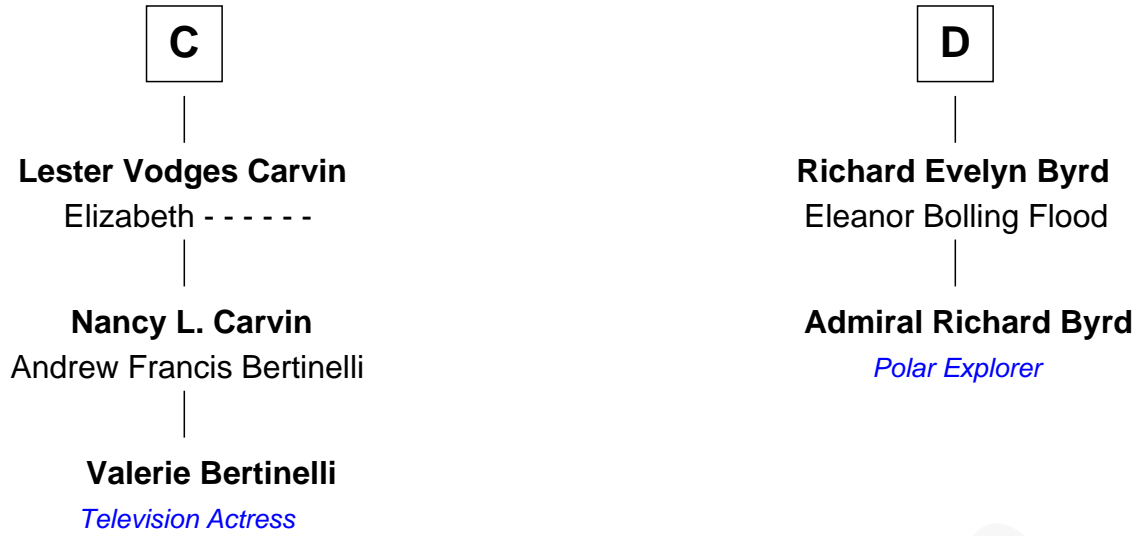 C
Lester Vodges Carvin
Elizabeth - - - - - -
Nancy L. Carvin
Andrew Francis Bertinelli
Valerie Bertinelli
Television Actress
D
Richard Evelyn Byrd
Eleanor Bolling Flood
Admiral Richard Byrd
Polar Explorer